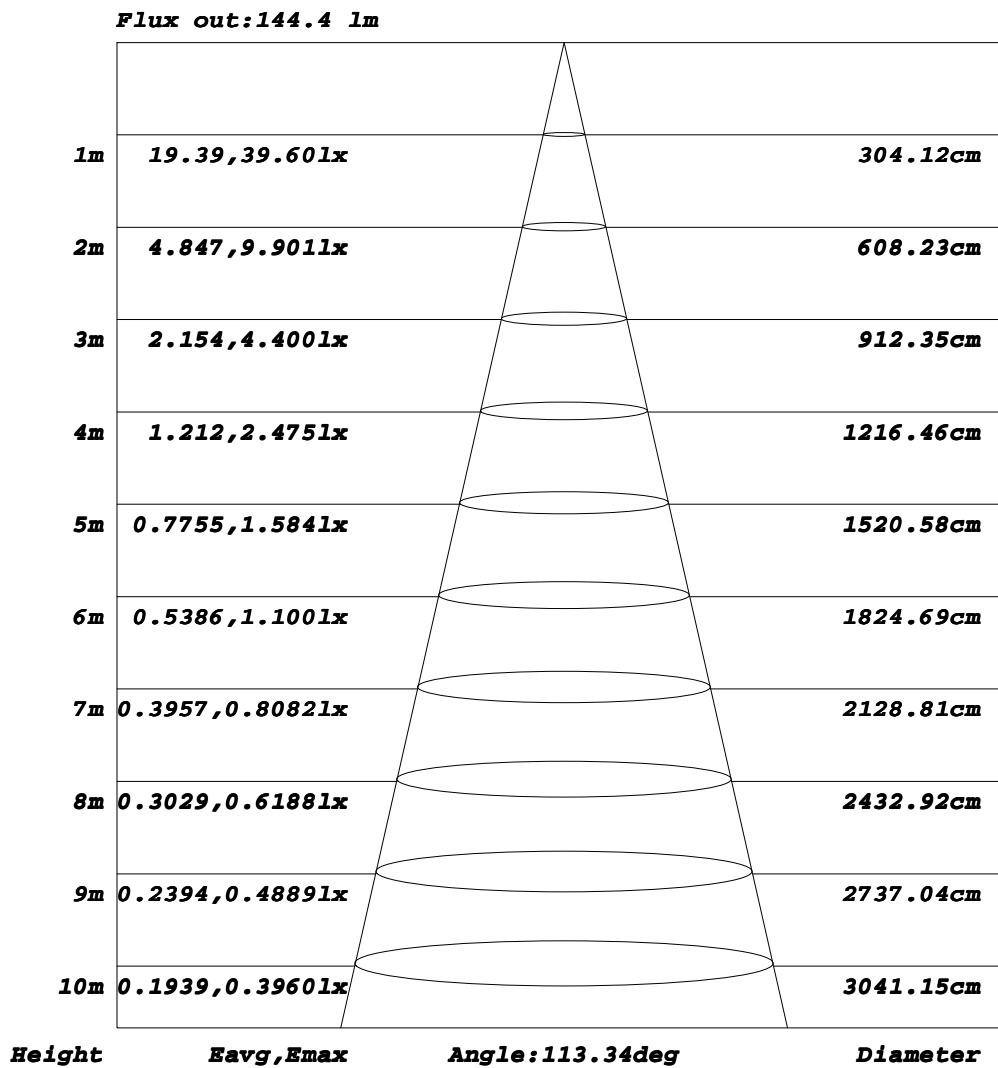 Flux out:144.4 lm
1m 19.39,39.60lx 304.12cm
2m 4.847,9.901lx 608.23cm
3m 2.154,4.400lx 912.35cm
4m 1.212,2.475lx 1216.46cm
5m 0.7755,1.584lx 1520.58cm
6m 0.5386,1.100lx 1824.69cm
7m 0.3957,0.8082lx 2128.81cm
8m 0.3029,0.6188lx 2432.92cm
9m 0.2394,0.4889lx 2737.04cm
10m 0.1939,0.3960lx 3041.15cm
Height Eavg,Emax Angle:113.34deg Diameter